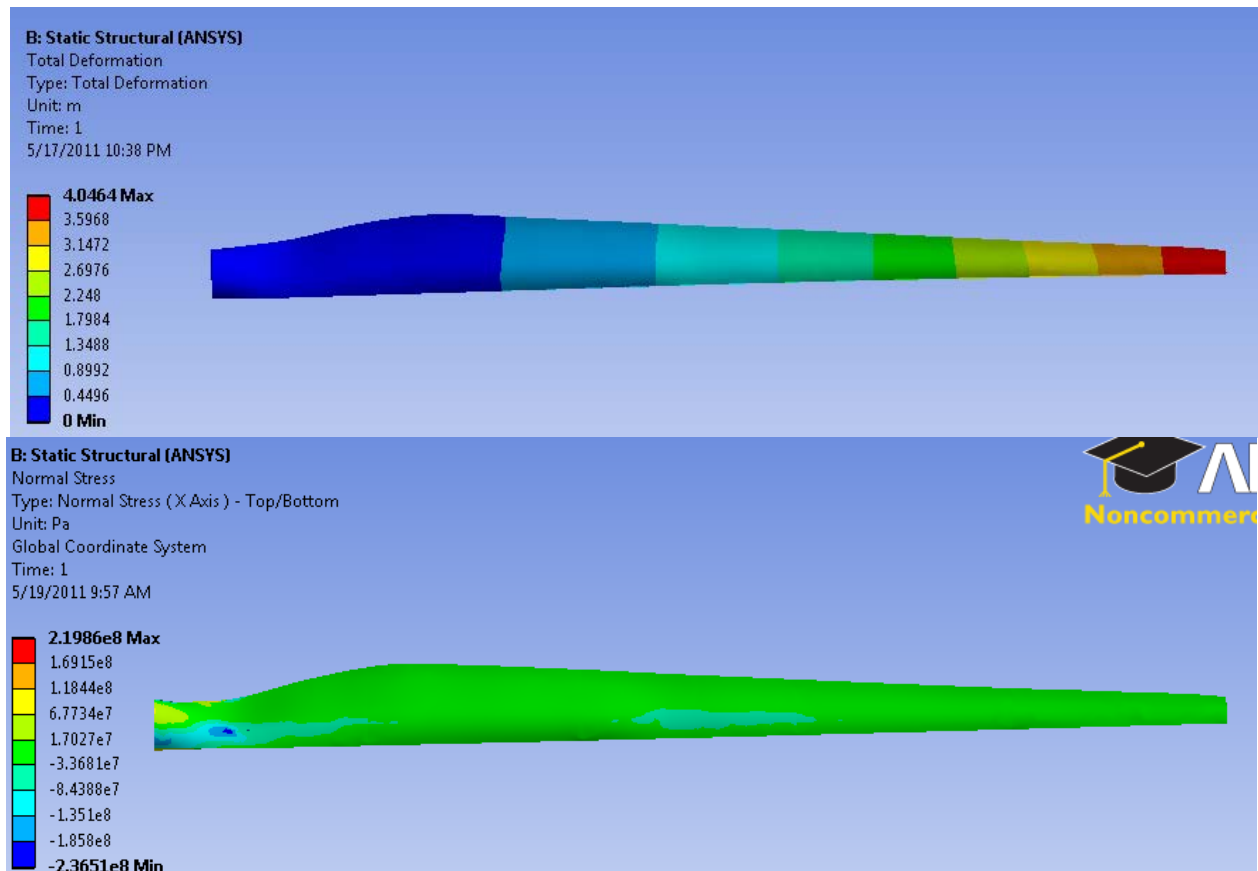 B: Static Structural (ANSYS)
Total Deformation
Type: Total Deformation
Unit: m
Time: 1
5/17/2011 10:38 PM
4.0464 Max
3.5968
3.1472
2.6976
2.248
1.7984
1.3488
0.8992
0.4496
0 Min
B: Static Structural (ANSYS)
Normal Stress
Type: Normal Stress ( X Axis ) - Top/Bottom
Unit: Pa
Global Coordinate System
Time: 1
5/19/2011 9:57 AM
Noncommerc
2.1986e8 Max
1.6915e8
1.1844e8
6.7734e7
1.7027e7
-3.3681e7
-8.4388e7
-1.351e8
-1.858e8
-2.3651e8 Min